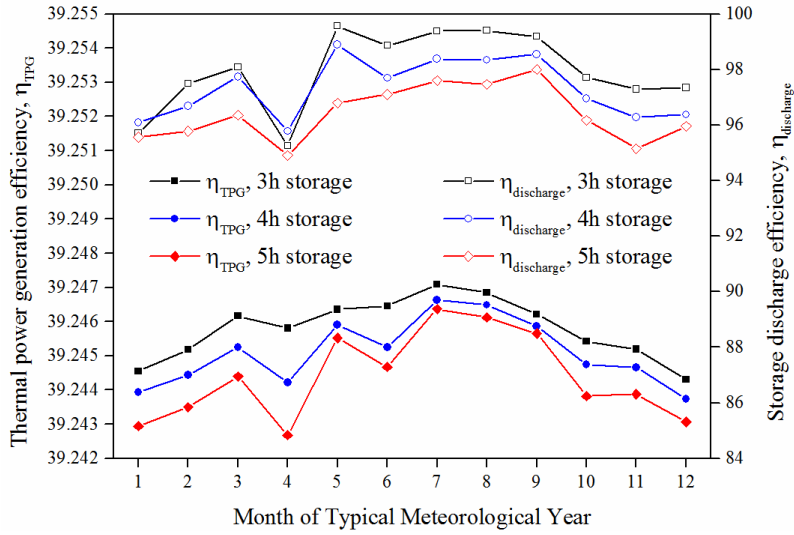 39.255
39.254
39.253
39.252
39.251
39.250
39.249
39.248
39.247
39.246
39.245
39.244
39.243
39.242
Thermal power generation efficiency, ηTPG
100
98
96
94
92
90
88
86
84
Storage discharge efficiency, ηdischarge
ηTPG, 3h storage
ηdischarge, 3h storage
ηTPG, 4h storage
ηdischarge, 4h storage
ηTPG, 5h storage
ηdischarge, 5h storage
1 2 3 4 5 6 7 8 9 10 11 12
Month of Typical Meteorological Year